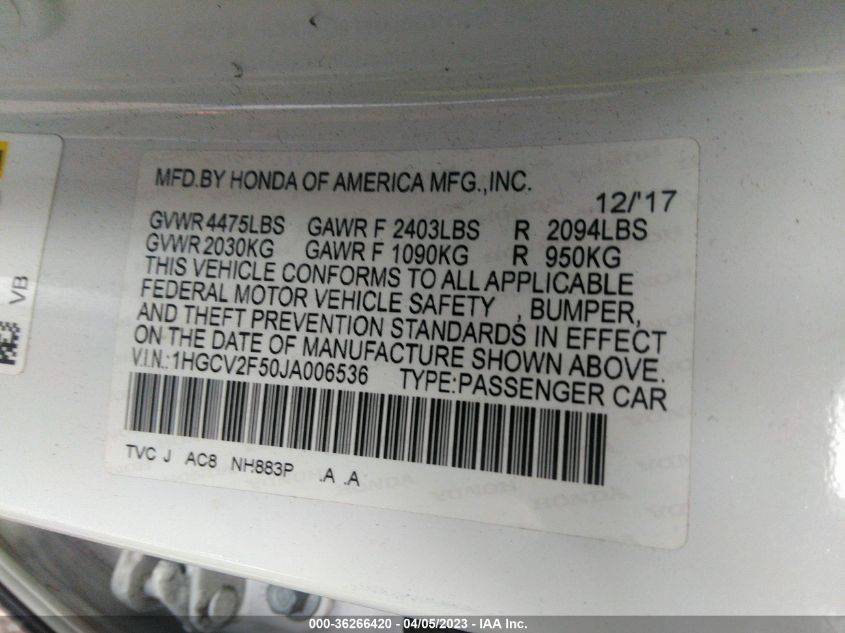 MFD.BY HONDA OF AMERICA MFG.,INC.
12/'17
GVWR 4475LBS GAWR F 2403LBS R 2094LBS
GVWR 2030KG GAWR F 1090KG R 950KG
THIS VEHICLE CONFORMS TO ALL APPLICABLE
FEDERAL MOTOR VEHICLE SAFETY , BUMPER,
AND THEFT PREVENTION STANDARDS IN EFFECT
ON THE DATE OF MANUFACTURE SHOWN ABOVE.
V.I.N.:1HGCV2F50JA006536 TYPE:PASSENGER CAR
TVC J AC8 NH883P .A .A
HONDA
VB
000-36266420 - 04/05/2023 - IAA Inc.